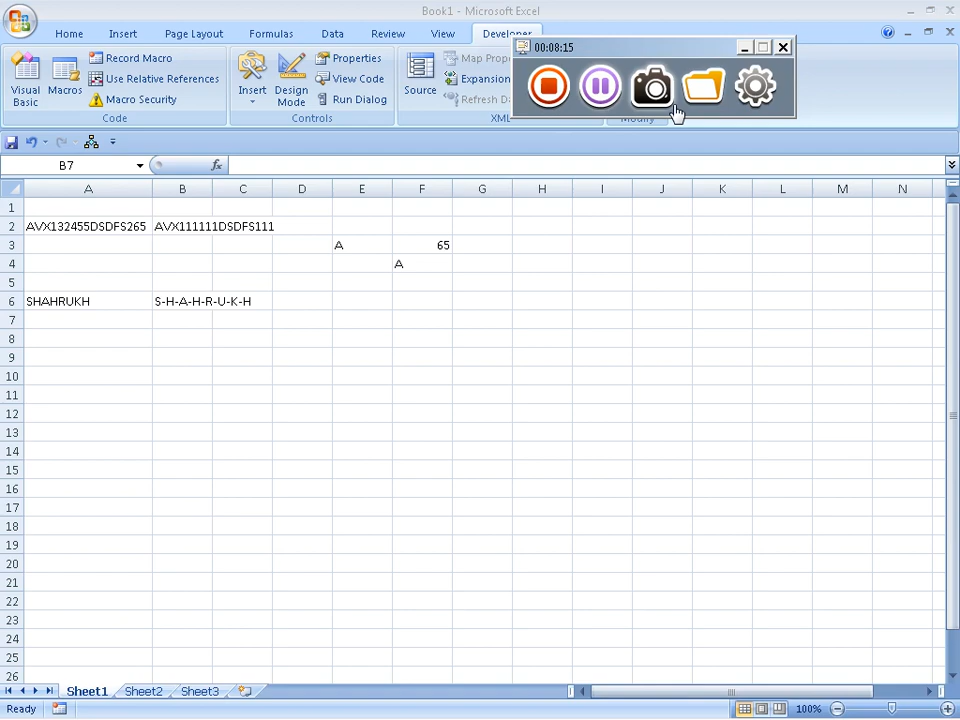 Book1 - Microsoft Excel
Home Insert Page Layout Formulas Data Review View Developer
00:08:15
Visual Basic
Macros
Record Macro
Use Relative References
Macro Security
Code
Insert
Design Mode
Properties
View Code
Run Dialog
Controls
Source
Map Prop
Expansion
Refresh D
XML
Modify
B7
fx
A B C D E F G H I J K L M N
1
2 AVX132455DSDFS265 AVX111111DSDFS111
3 A 65
4 A
5
6 SHAHRUKH S-H-A-H-R-U-K-H
7
8
9
10
11
12
13
14
15
16
17
18
19
20
21
22
23
24
25
26
Sheet1 Sheet2 Sheet3
Ready 100%